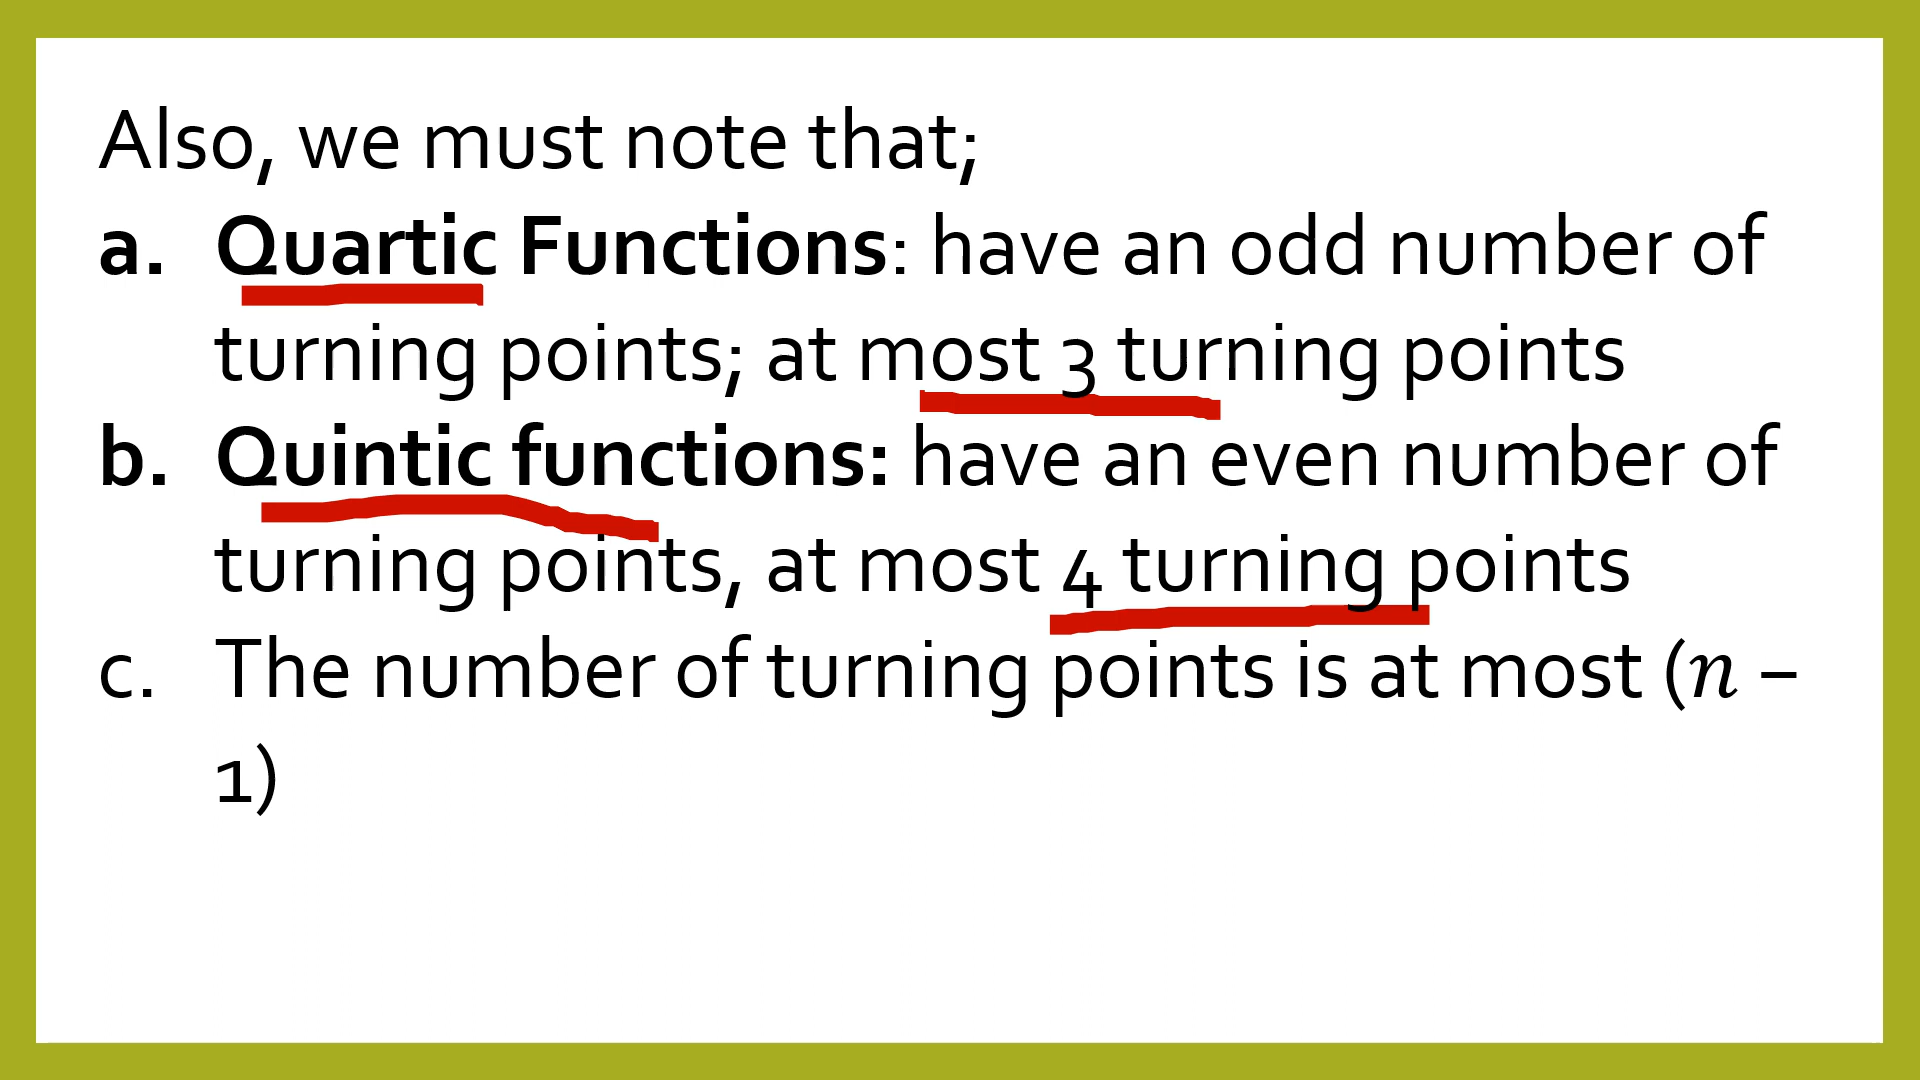 Also, we must note that;
a. Quartic Functions: have an odd number of
turning points; at most 3 turning points
b. Quintic functions: have an even number of
turning points, at most 4 turning points
c. The number of turning points is at most (𝑛 –
1)